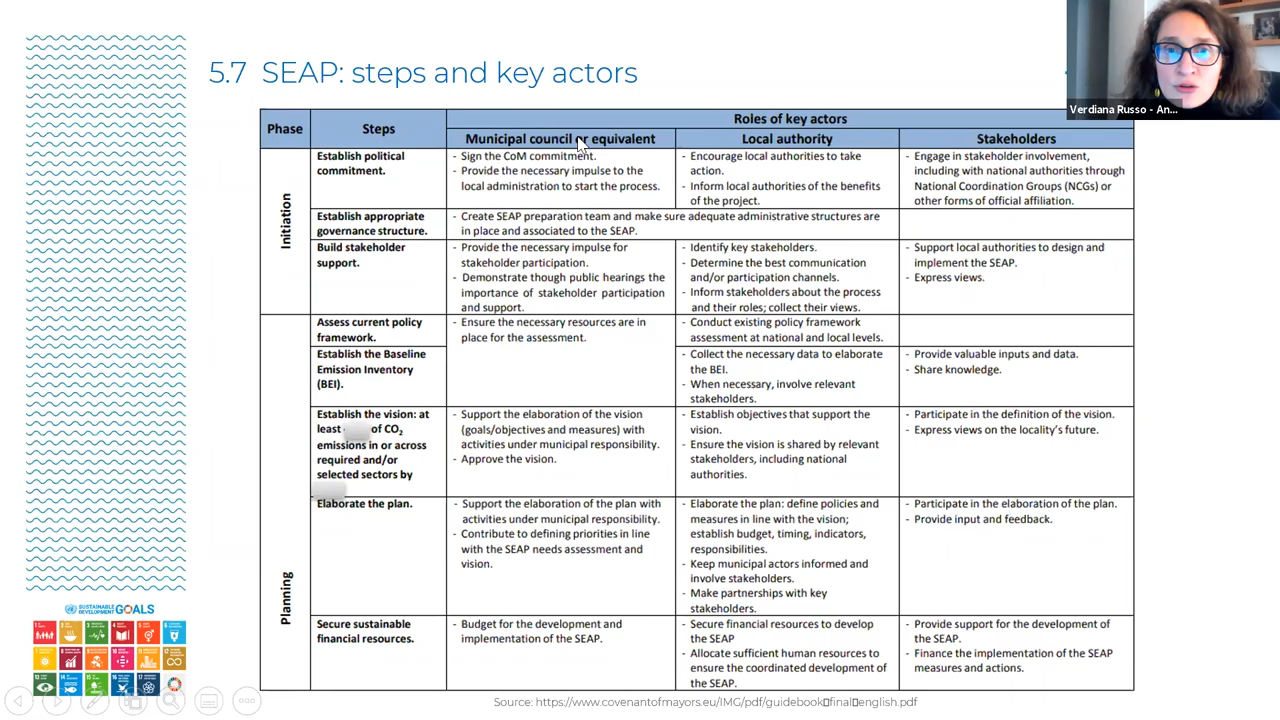 5.7 SEAP: steps and key actors
Verdiana Russo - An...
Phase
Steps
Roles of key actors
Municipal council or equivalent
Local authority
Stakeholders
Initiation
Establish political
commitment.
- Sign the CoM commitment.
- Provide the necessary impulse to the
local administration to start the process.
- Encourage local authorities to take
action.
- Inform local authorities of the benefits
of the project.
- Engage in stakeholder involvement,
including with national authorities through
National Coordination Groups (NCGs) or
other forms of official affiliation.
Establish appropriate
governance structure.
- Create SEAP preparation team and make sure adequate administrative structures are
in place and associated to the SEAP.
Build stakeholder
support.
- Provide the necessary impulse for
stakeholder participation.
- Demonstrate though public hearings the
importance of stakeholder participation
and support.
- Identify key stakeholders.
- Determine the best communication
and/or participation channels.
- Inform stakeholders about the process
and their roles; collect their views.
- Support local authorities to design and
implement the SEAP.
- Express views.
Planning
Assess current policy
framework.
- Ensure the necessary resources are in
place for the assessment.
- Conduct existing policy framework
assessment at national and local levels.
Establish the Baseline
Emission Inventory
(BEI).
- Collect the necessary data to elaborate
the BEI.
- When necessary, involve relevant
stakeholders.
- Provide valuable inputs and data.
- Share knowledge.
Establish the vision: at
least of CO2
emissions in or across
required and/or
selected sectors by
- Support the elaboration of the vision
(goals/objectives and measures) with
activities under municipal responsibility.
- Approve the vision.
- Establish objectives that support the
vision.
- Ensure the vision is shared by relevant
stakeholders, including national
authorities.
- Participate in the definition of the vision.
- Express views on the locality's future.
Elaborate the plan.
- Support the elaboration of the plan with
activities under municipal responsibility.
- Contribute to defining priorities in line
with the SEAP needs assessment and
vision.
- Elaborate the plan: define policies and
measures in line with the vision;
establish budget, timing, indicators,
responsibilities.
- Keep municipal actors informed and
involve stakeholders.
- Make partnerships with key
stakeholders.
- Participate in the elaboration of the plan.
- Provide input and feedback.
Secure sustainable
financial resources.
- Budget for the development and
implementation of the SEAP.
- Secure financial resources to develop
the SEAP
- Allocate sufficient human resources to
ensure the coordinated development of
the SEAP.
- Provide support for the development of
the SEAP.
- Finance the implementation of the SEAP
measures and actions.
SUSTAINABLE DEVELOPMENT GOALS
Source: https://www.covenantofmayors.eu/IMG/pdf/guidebook▯final▯english.pdf